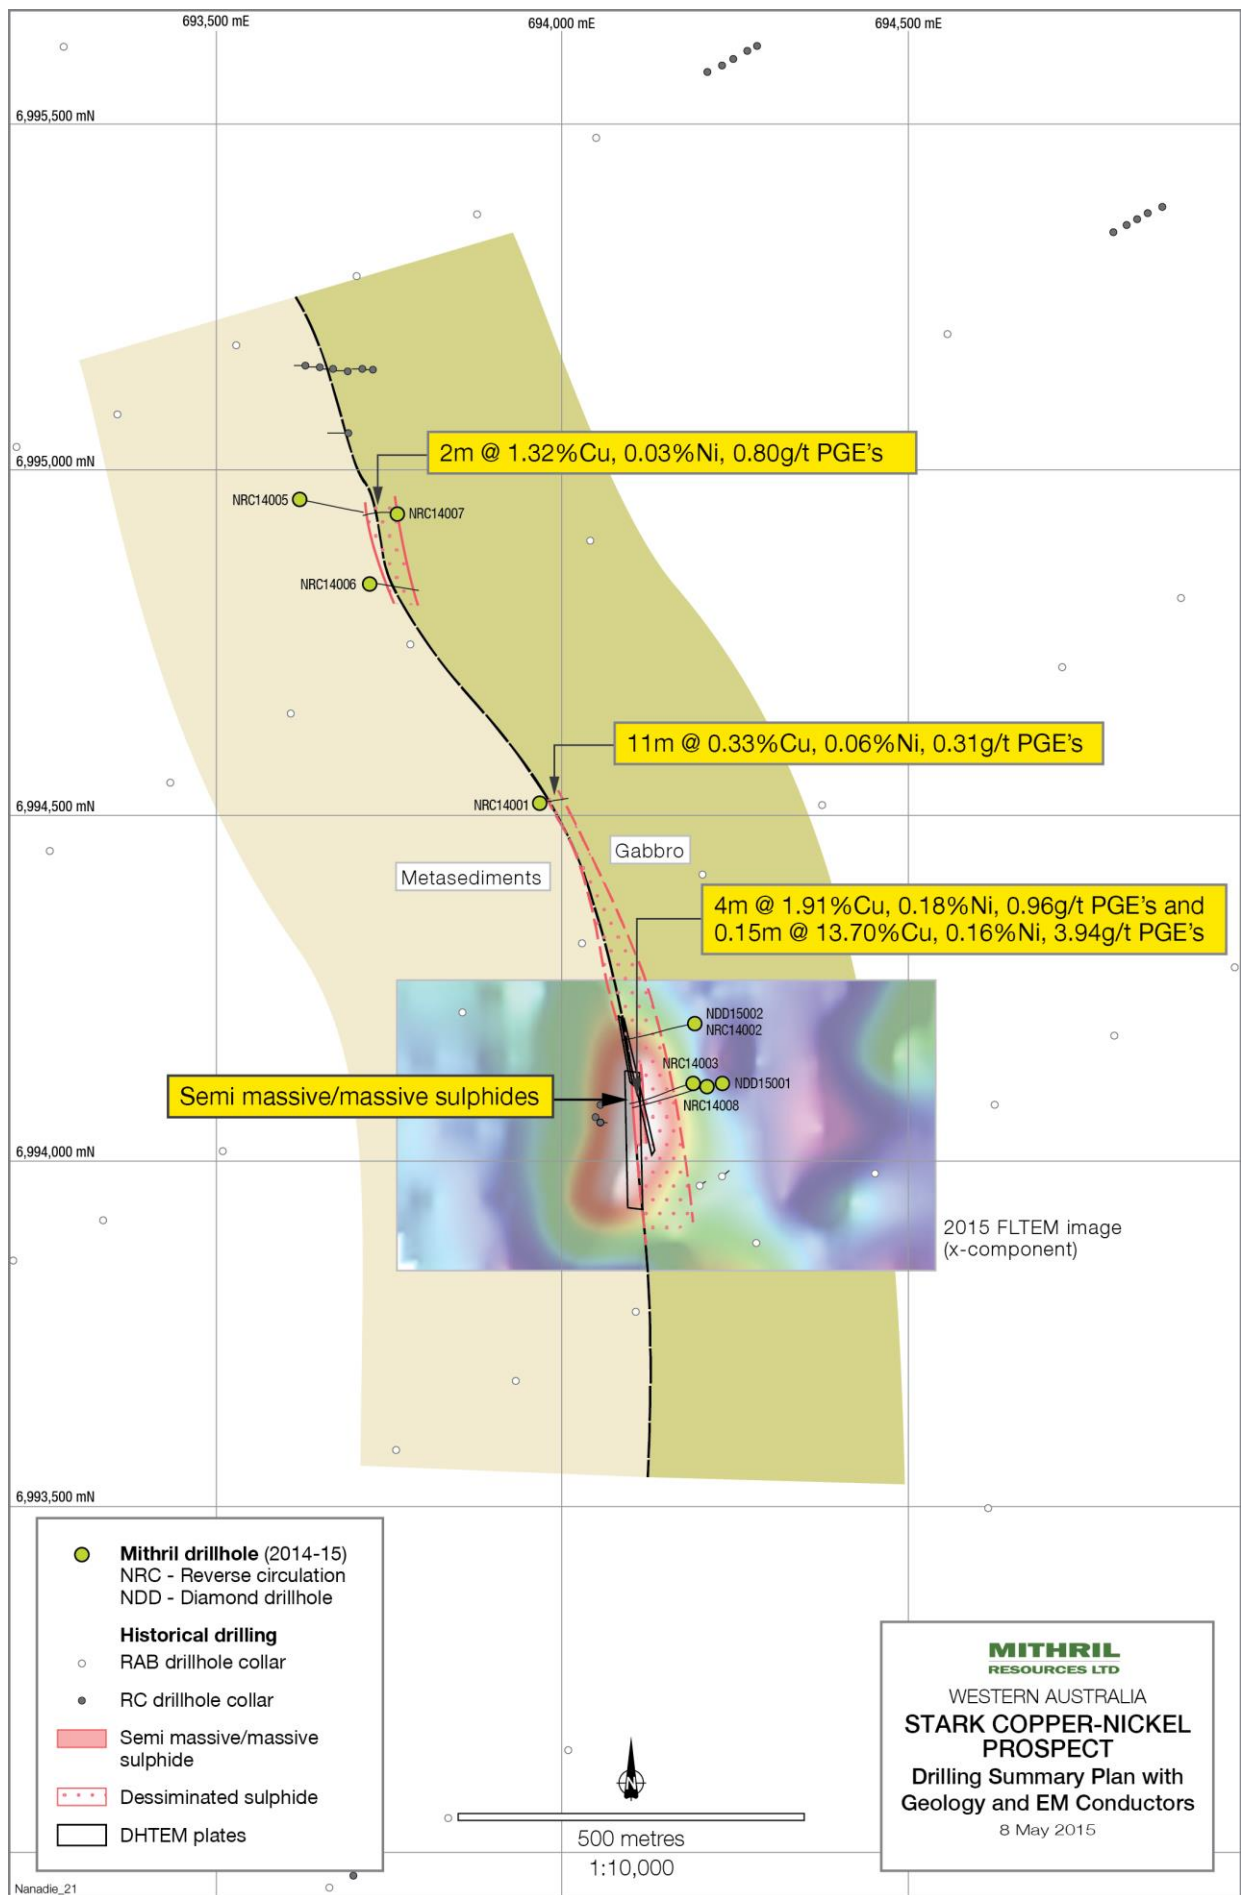 693,500 mE
694,000 mE
694,500 mE
6,995,500 mN
2m @ 1.32%Cu, 0.03%Ni, 0.80g/t PGE's
6,995,000 mN
NRC14005
NRC14007
NRC14006
11m @ 0.33%Cu, 0.06%Ni, 0.31g/t PGE's
NRC14001
6,994,500 mN
Gabbro
Metasediments
4m @ 1.91%Cu, 0.18%Ni, 0.96g/t PGE's and
0.15m @ 13.70%Cu, 0.16%Ni, 3.94g/t PGE's
NDD15002
NRC14002
NRC14003
NDD15001
NRC14008
Semi massive/massive sulphides
6,994,000 mN
2015 FLTEM image
(x-component)
6,993,500 mN
Mithril drillhole (2014-15)
NRC - Reverse circulation
NDD - Diamond drillhole
Historical drilling
RAB drillhole collar
RC drillhole collar
Semi massive/massive
sulphide
Dessiminated sulphide
DHTEM plates
Nanadie_21
N
500 metres
1:10,000
MITHRIL
RESOURCES LTD
WESTERN AUSTRALIA
STARK COPPER-NICKEL
PROSPECT
Drilling Summary Plan with
Geology and EM Conductors
8 May 2015